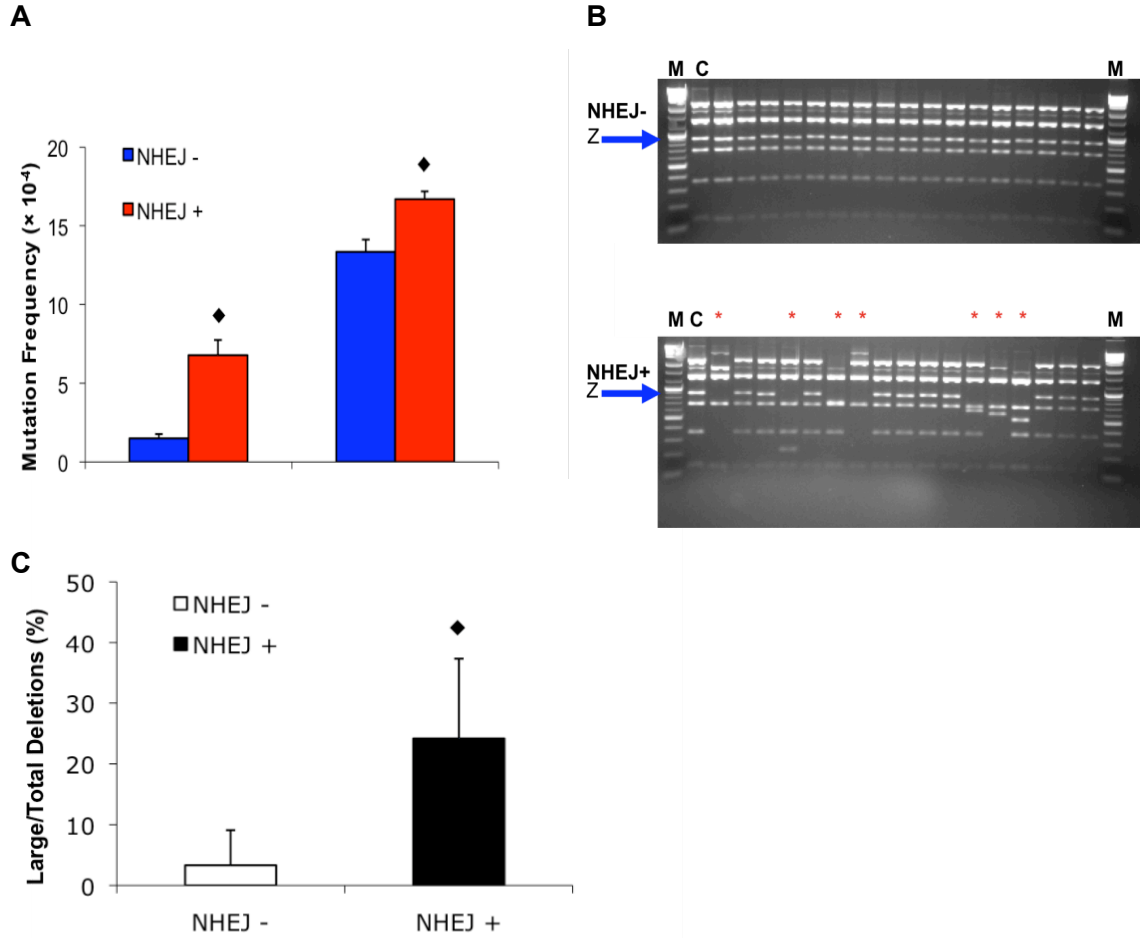 A
Mutation Frequency (× 10⁻⁴)
20
15
10
5
0
NHEJ -
NHEJ +
◆
◆
B
M C M
NHEJ-
Z
* * * * * * *
M C M
NHEJ+
Z
C
Large/Total Deletions (%)
50
40
30
20
10
0
NHEJ -
NHEJ +
◆
NHEJ - NHEJ +